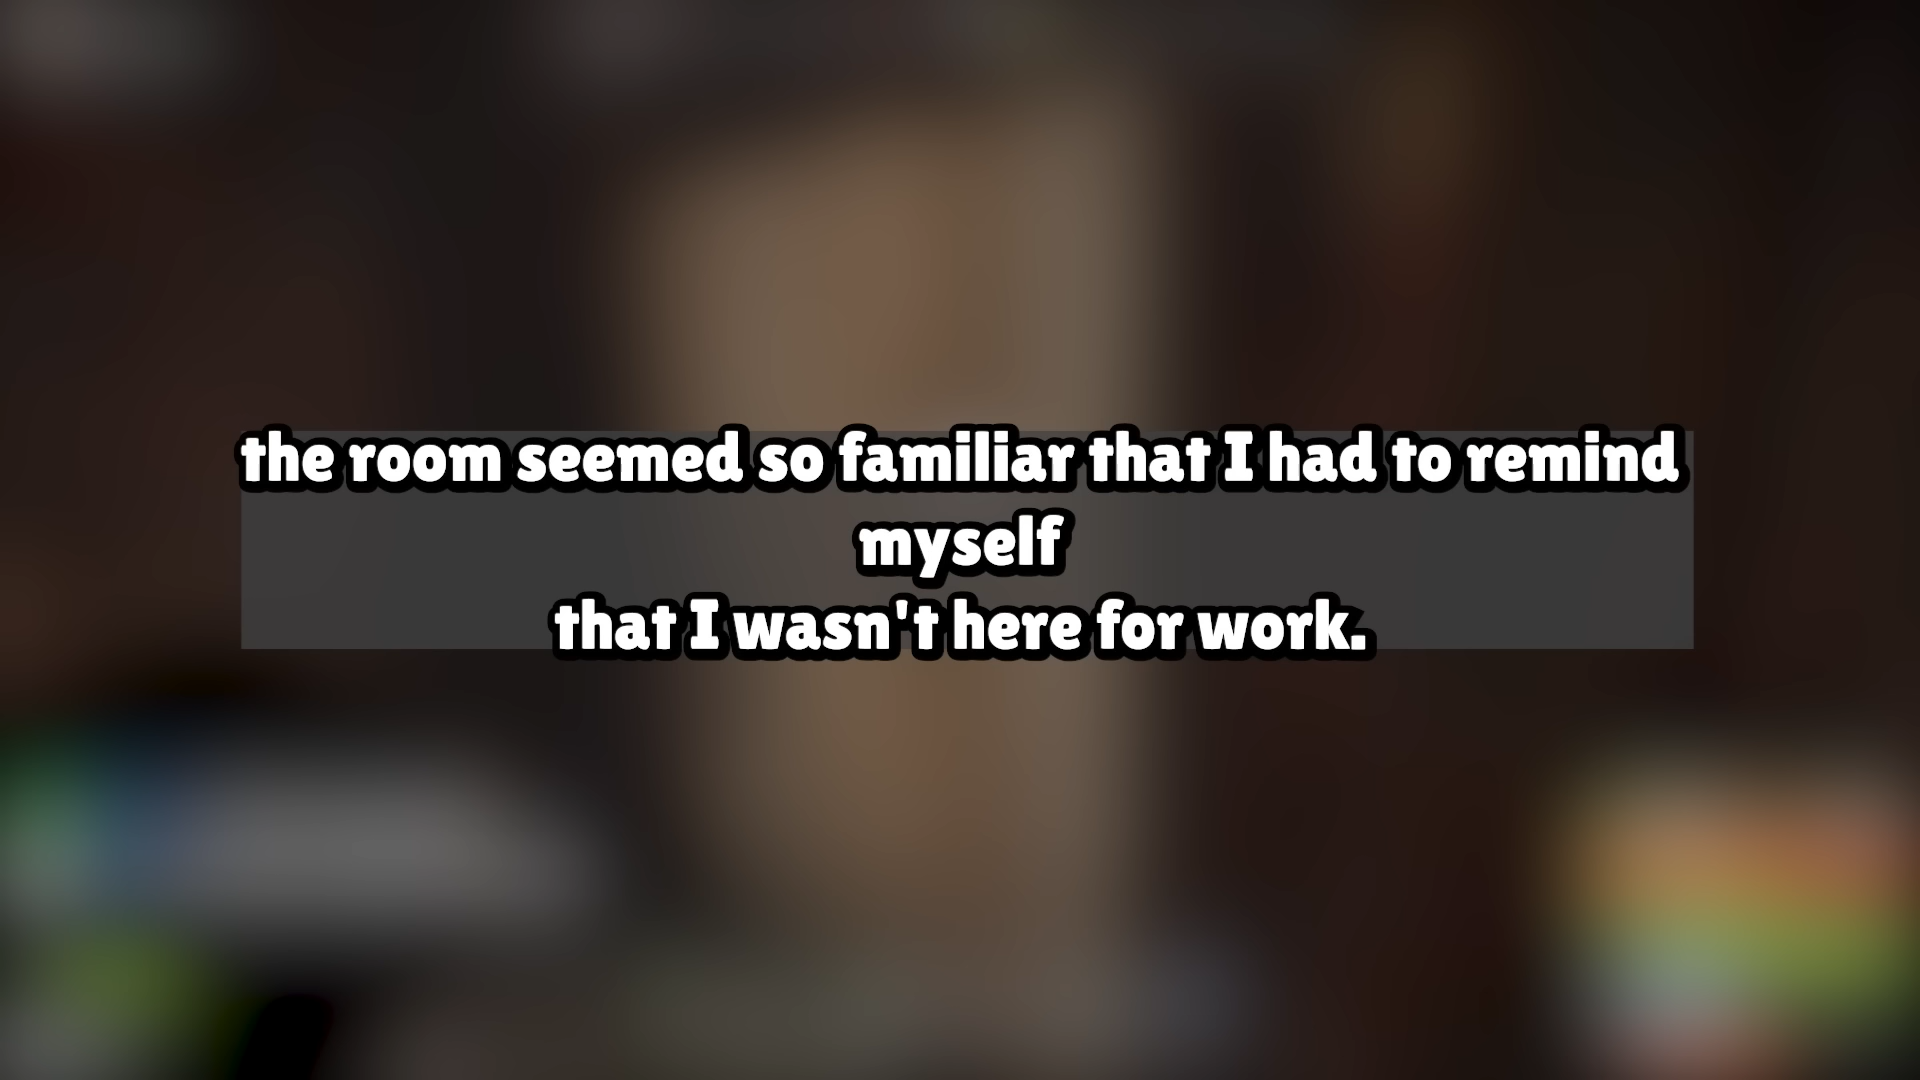 the room seemed so familiar that I had to remind
myself
that I wasn't here for work.